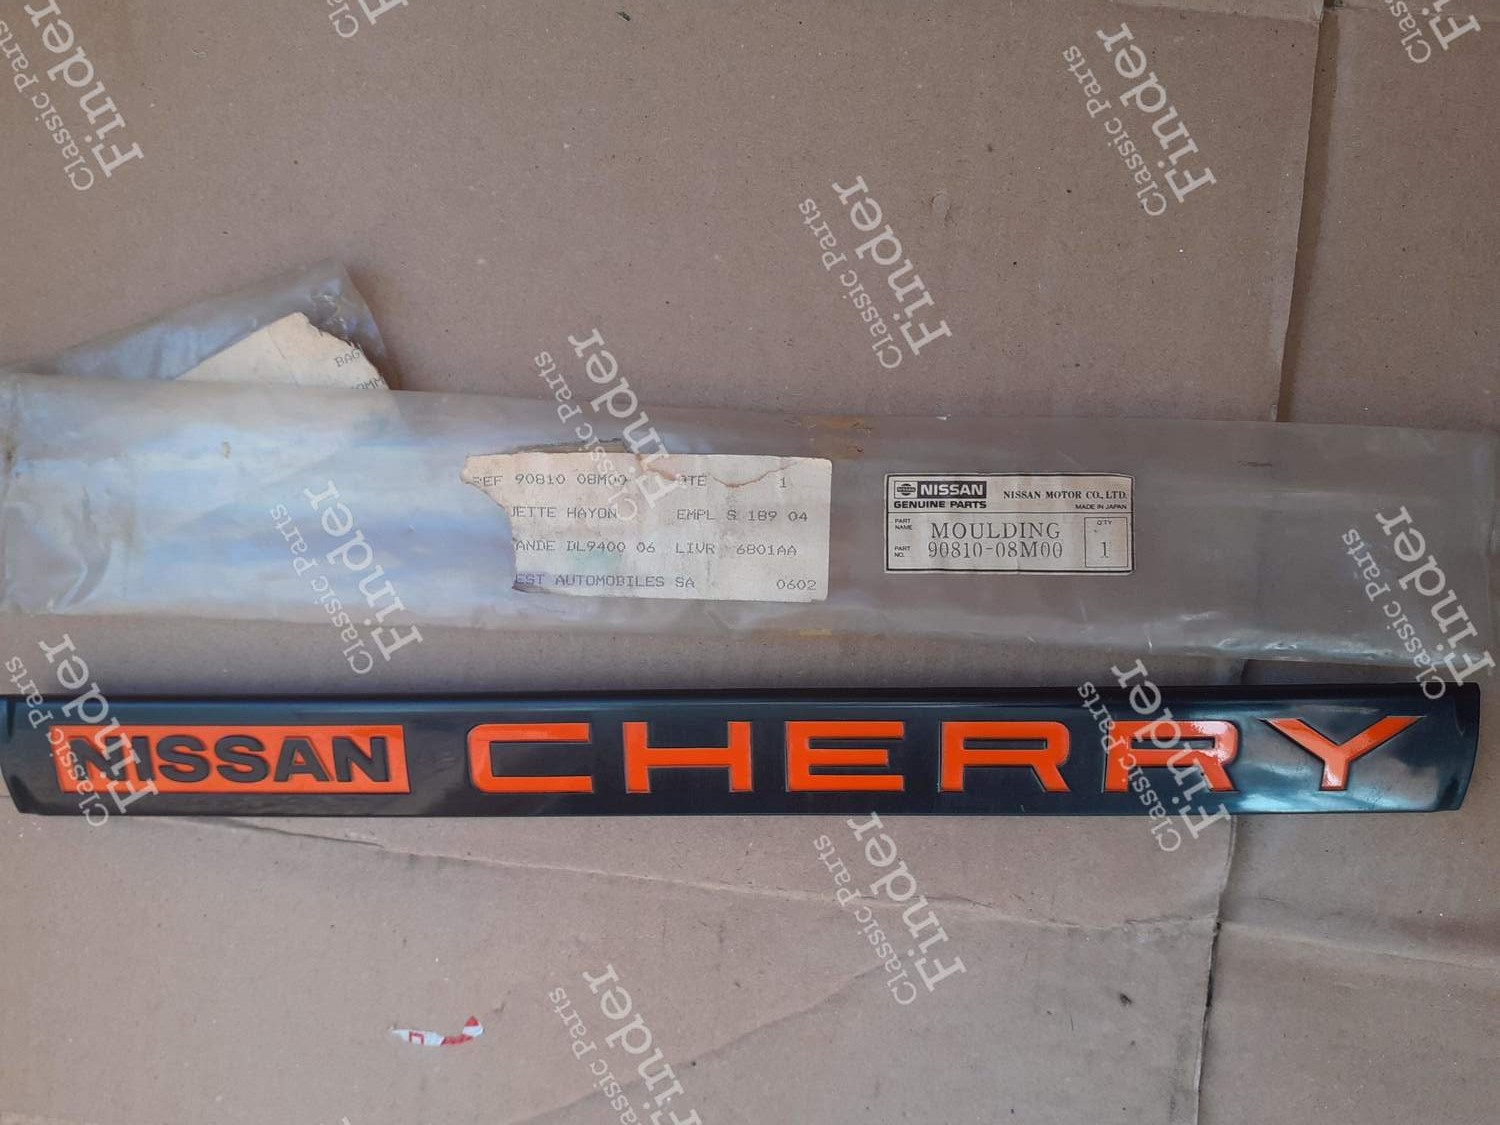 BAG
REF 90810 08M00 QTE 1
UETTE HAYON EMPL S 189 04
ANDE DL9400 06 LIVR 6801AA
EST AUTOMOBILES SA 0602
NISSAN NISSAN MOTOR CO., LTD.
GENUINE PARTS MADE IN JAPAN
PART NAME MOULDING Q'TY
PART NO. 90810-08M00 1
NISSAN CHERRY
Classic Parts
Finder